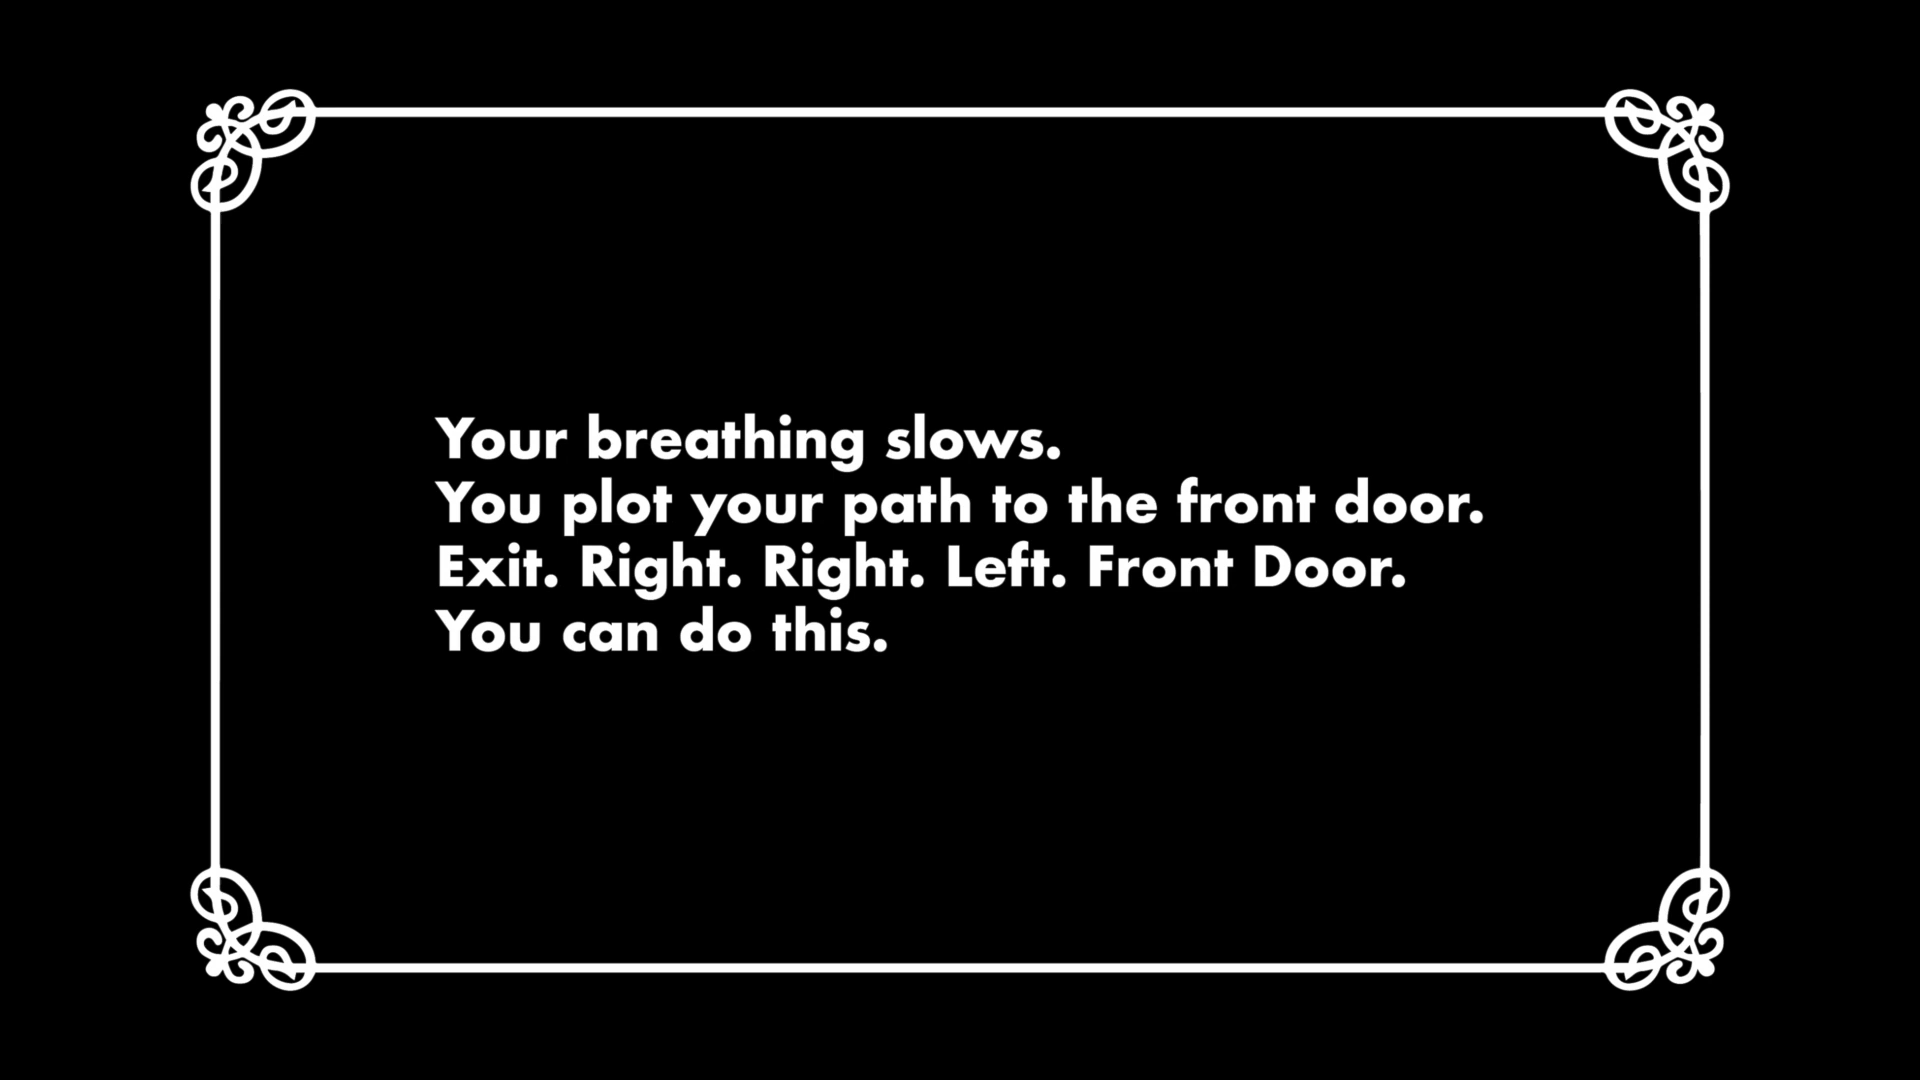 Your breathing slows.
You plot your path to the front door.
Exit. Right. Right. Left. Front Door.
You can do this.